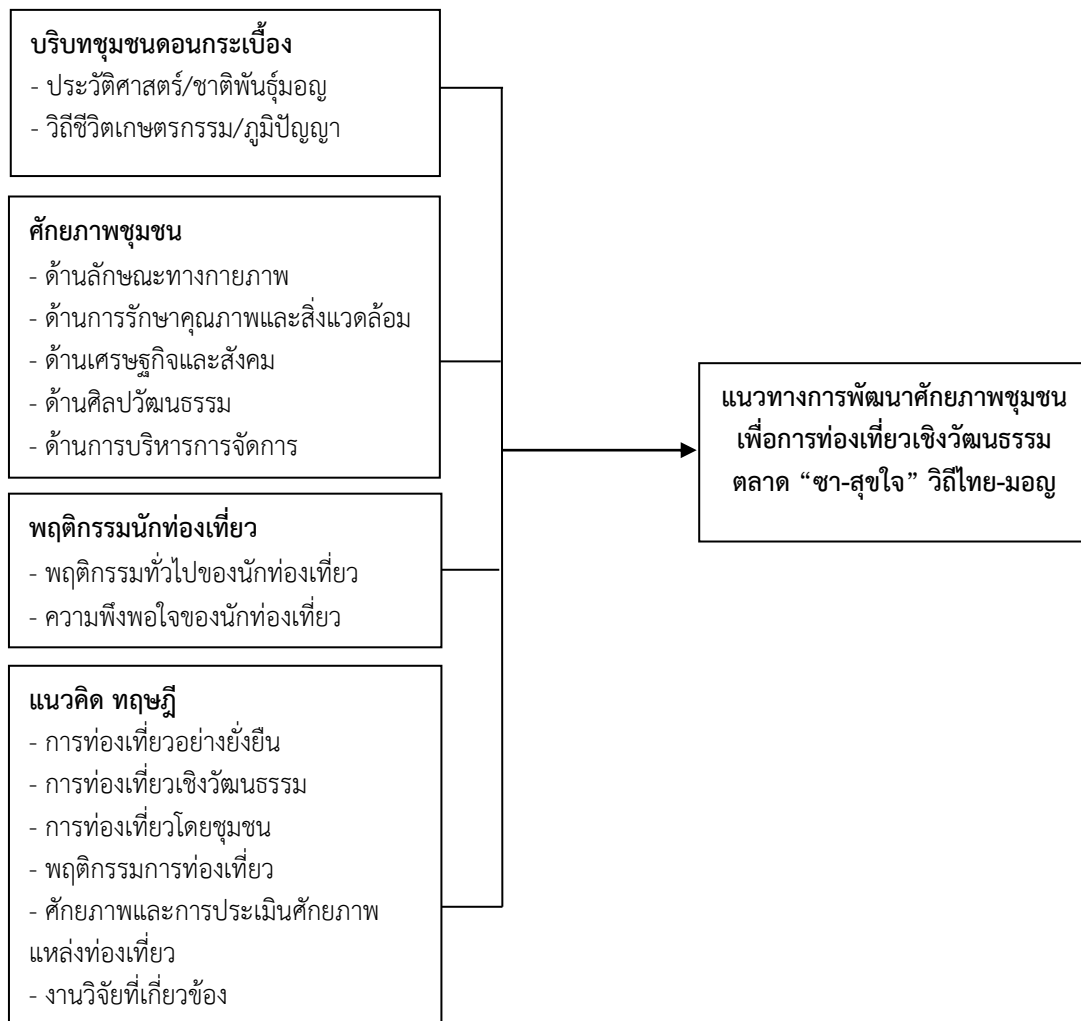 บริบทชุมชนดอนกระเบื้อง
- ประวัติศาสตร์/ชาติพันธุ์มอญ
- วิถีชีวิตเกษตรกรรม/ภูมิปัญญา
ศักยภาพชุมชน
- ด้านลักษณะทางกายภาพ
- ด้านการรักษาคุณภาพและสิ่งแวดล้อม
- ด้านเศรษฐกิจและสังคม
- ด้านศิลปวัฒนธรรม
- ด้านการบริหารการจัดการ
พฤติกรรมนักท่องเที่ยว
- พฤติกรรมทั่วไปของนักท่องเที่ยว
- ความพึงพอใจของนักท่องเที่ยว
แนวคิด ทฤษฎี
- การท่องเที่ยวอย่างยั่งยืน
- การท่องเที่ยวเชิงวัฒนธรรม
- การท่องเที่ยวโดยชุมชน
- พฤติกรรมการท่องเที่ยว
- ศักยภาพและการประเมินศักยภาพ
แหล่งท่องเที่ยว
- งานวิจัยที่เกี่ยวข้อง
แนวทางการพัฒนาศักยภาพชุมชน
เพื่อการท่องเที่ยวเชิงวัฒนธรรม
ตลาด “ซา-สุขใจ” วิถีไทย-มอญ